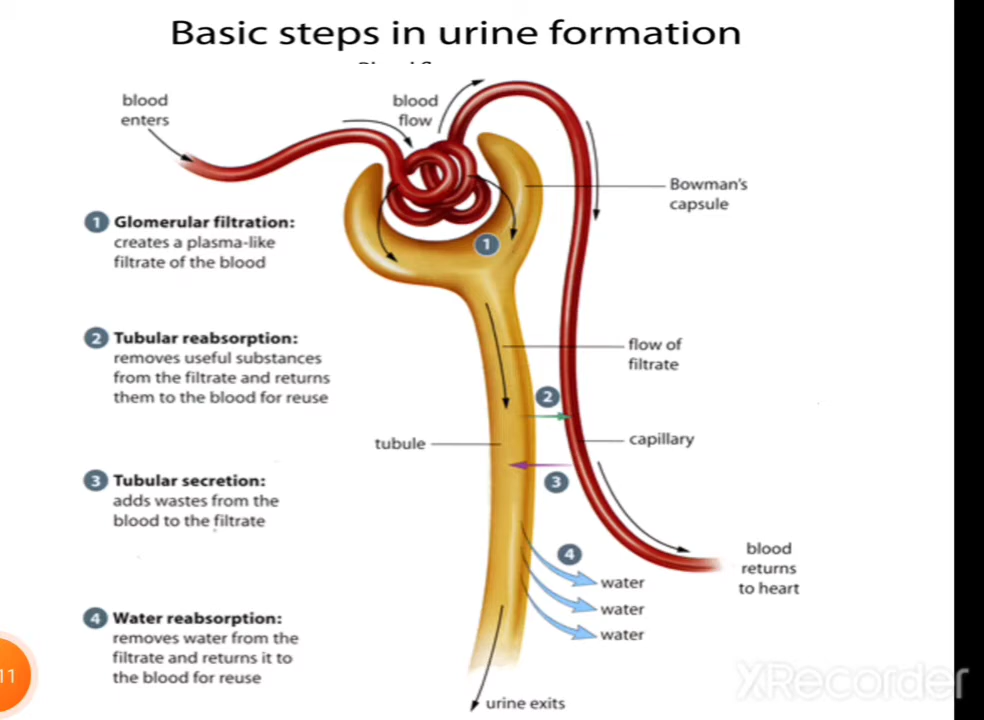 Basic steps in urine formation
blood
enters
blood
flow
Bowman's
capsule
1 Glomerular filtration:
creates a plasma-like
filtrate of the blood
1
2 Tubular reabsorption:
removes useful substances
from the filtrate and returns
them to the blood for reuse
flow of
filtrate
2
tubule
capillary
3 Tubular secretion:
adds wastes from the
blood to the filtrate
3
4
water
water
water
blood
returns
to heart
4 Water reabsorption:
removes water from the
filtrate and returns it to
the blood for reuse
urine exits
11
XRecorder